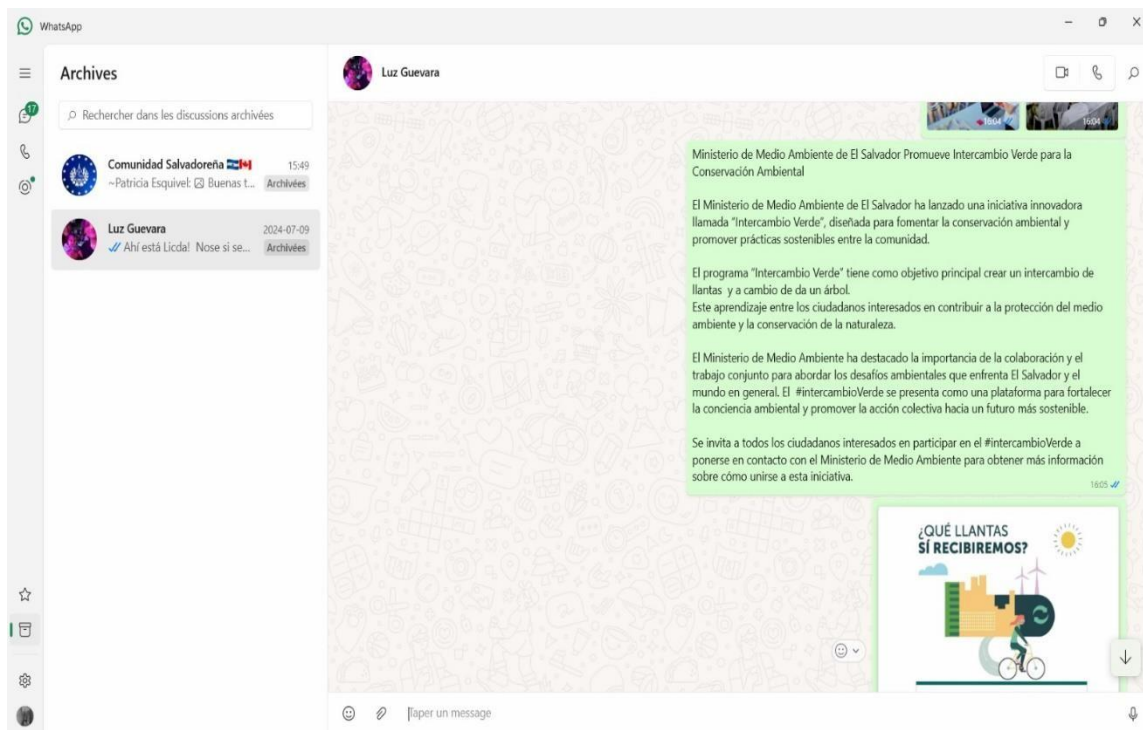 WhatsApp
Archives
Rechercher dans les discussions archivées
17
Comunidad Salvadoreña
15:49
~Patricia Esquivel: Buenas t...
Archivées
Luz Guevara
2024-07-09
Ahí está Licda! Nose si se...
Archivées
Luz Guevara
16:04
16:04
Ministerio de Medio Ambiente de El Salvador Promueve Intercambio Verde para la
Conservación Ambiental
El Ministerio de Medio Ambiente de El Salvador ha lanzado una iniciativa innovadora
llamada "Intercambio Verde", diseñada para fomentar la conservación ambiental y
promover prácticas sostenibles entre la comunidad.
El programa "Intercambio Verde" tiene como objetivo principal crear un intercambio de
llantas y a cambio de da un árbol.
Este aprendizaje entre los ciudadanos interesados en contribuir a la protección del medio
ambiente y la conservación de la naturaleza.
El Ministerio de Medio Ambiente ha destacado la importancia de la colaboración y el
trabajo conjunto para abordar los desafíos ambientales que enfrenta El Salvador y el
mundo en general. El #intercambioVerde se presenta como una plataforma para fortalecer
la conciencia ambiental y promover la acción colectiva hacia un futuro más sostenible.
Se invita a todos los ciudadanos interesados en participar en el #intercambioVerde a
ponerse en contacto con el Ministerio de Medio Ambiente para obtener más información
sobre cómo unirse a esta iniciativa.
16:05
¿QUÉ LLANTAS
SÍ RECIBIREMOS?
Taper un message